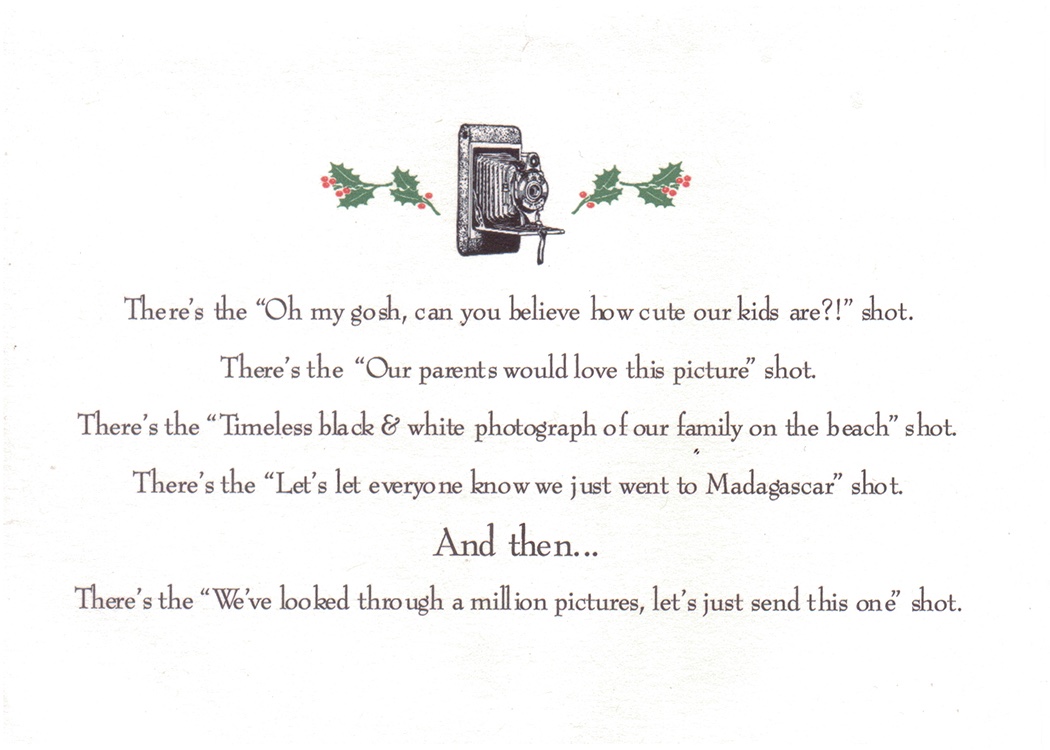 There's the “Oh my gosh, can you believe how cute our kids are?!” shot.
There's the “Our parents would love this picture” shot.
There's the “Timeless black & white photograph of our family on the beach” shot.
There's the “Let's let everyone know we just went to Madagascar” shot.
And then...
There's the “We've looked through a million pictures, let's just send this one” shot.